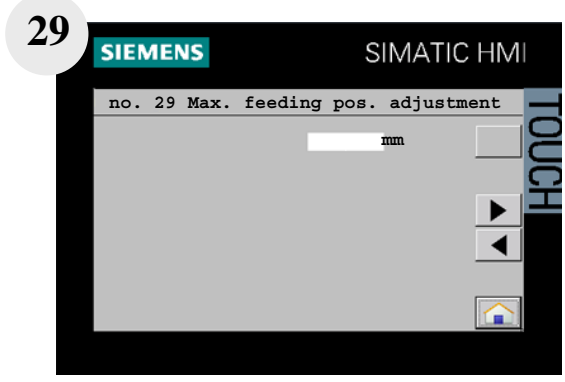 29
SIEMENS
SIMATIC HMI
TOUCH
no. 29 Max. feeding pos. adjustment
mm